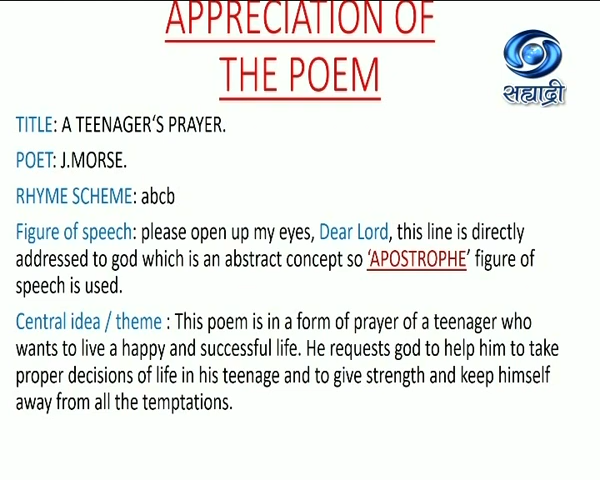 APPRECIATION OF
THE POEM
सह्याद्री
TITLE: A TEENAGER'S PRAYER.
POET: J.MORSE.
RHYME SCHEME: abcb
Figure of speech: please open up my eyes, Dear Lord, this line is directly
addressed to god which is an abstract concept so 'APOSTROPHE' figure of
speech is used.
Central idea / theme : This poem is in a form of prayer of a teenager who
wants to live a happy and successful life. He requests god to help him to take
proper decisions of life in his teenage and to give strength and keep himself
away from all the temptations.